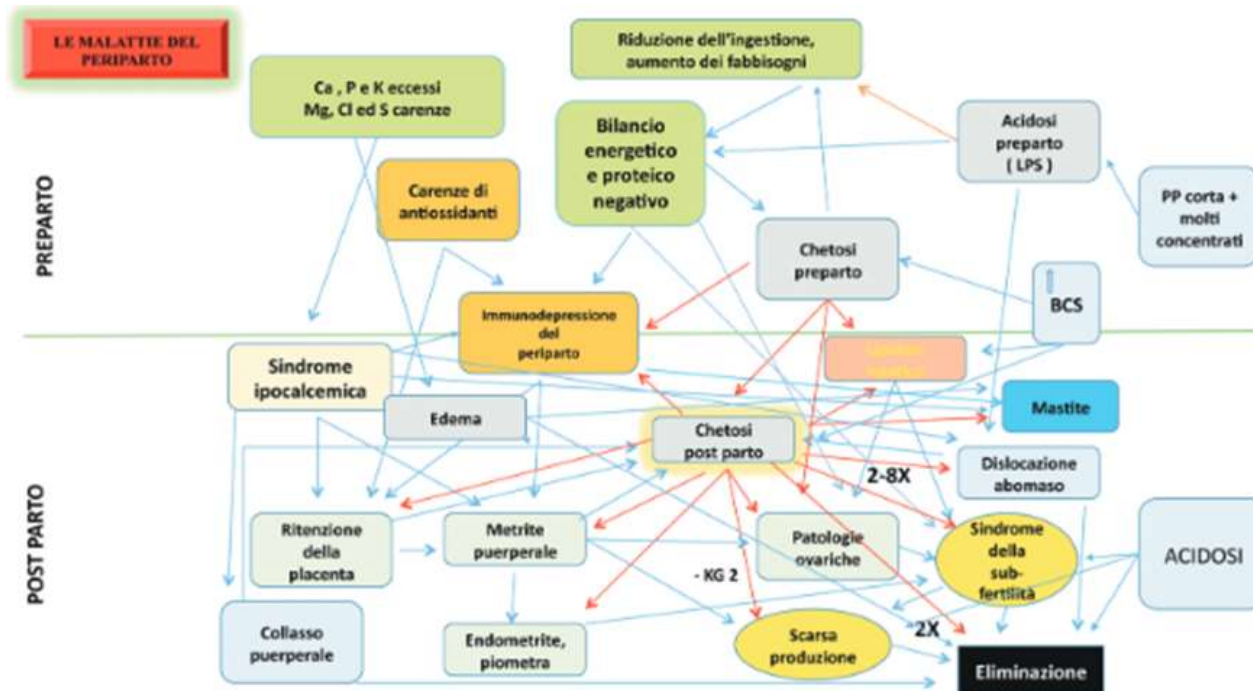 LE MALATTIE DEL
PERIPARTO
Riduzione dell'ingestione,
aumento dei fabbisogni
Ca , P e K eccessi
Mg, Cl ed S carenze
Bilancio
energetico
e proteico
negativo
Acidosi
preparto
( LPS )
Carenze di
antiossidanti
PP corta +
molti
concentrati
PREPARTO
Chetosi
preparto
BCS
Immunodepressione
del
periparto
Sindrome
ipocalcemica
Mastite
Edema
Chetosi
post parto
2-8X
Dislocazione
abomaso
POST PARTO
Ritenzione
della
placenta
Metrite
puerperale
Patologie
ovariche
Sindrome
della
sub-
fertilità
ACIDOSI
- KG 2
Collasso
puerperale
Endometrite,
piometra
Scarsa
produzione
2X
Eliminazione